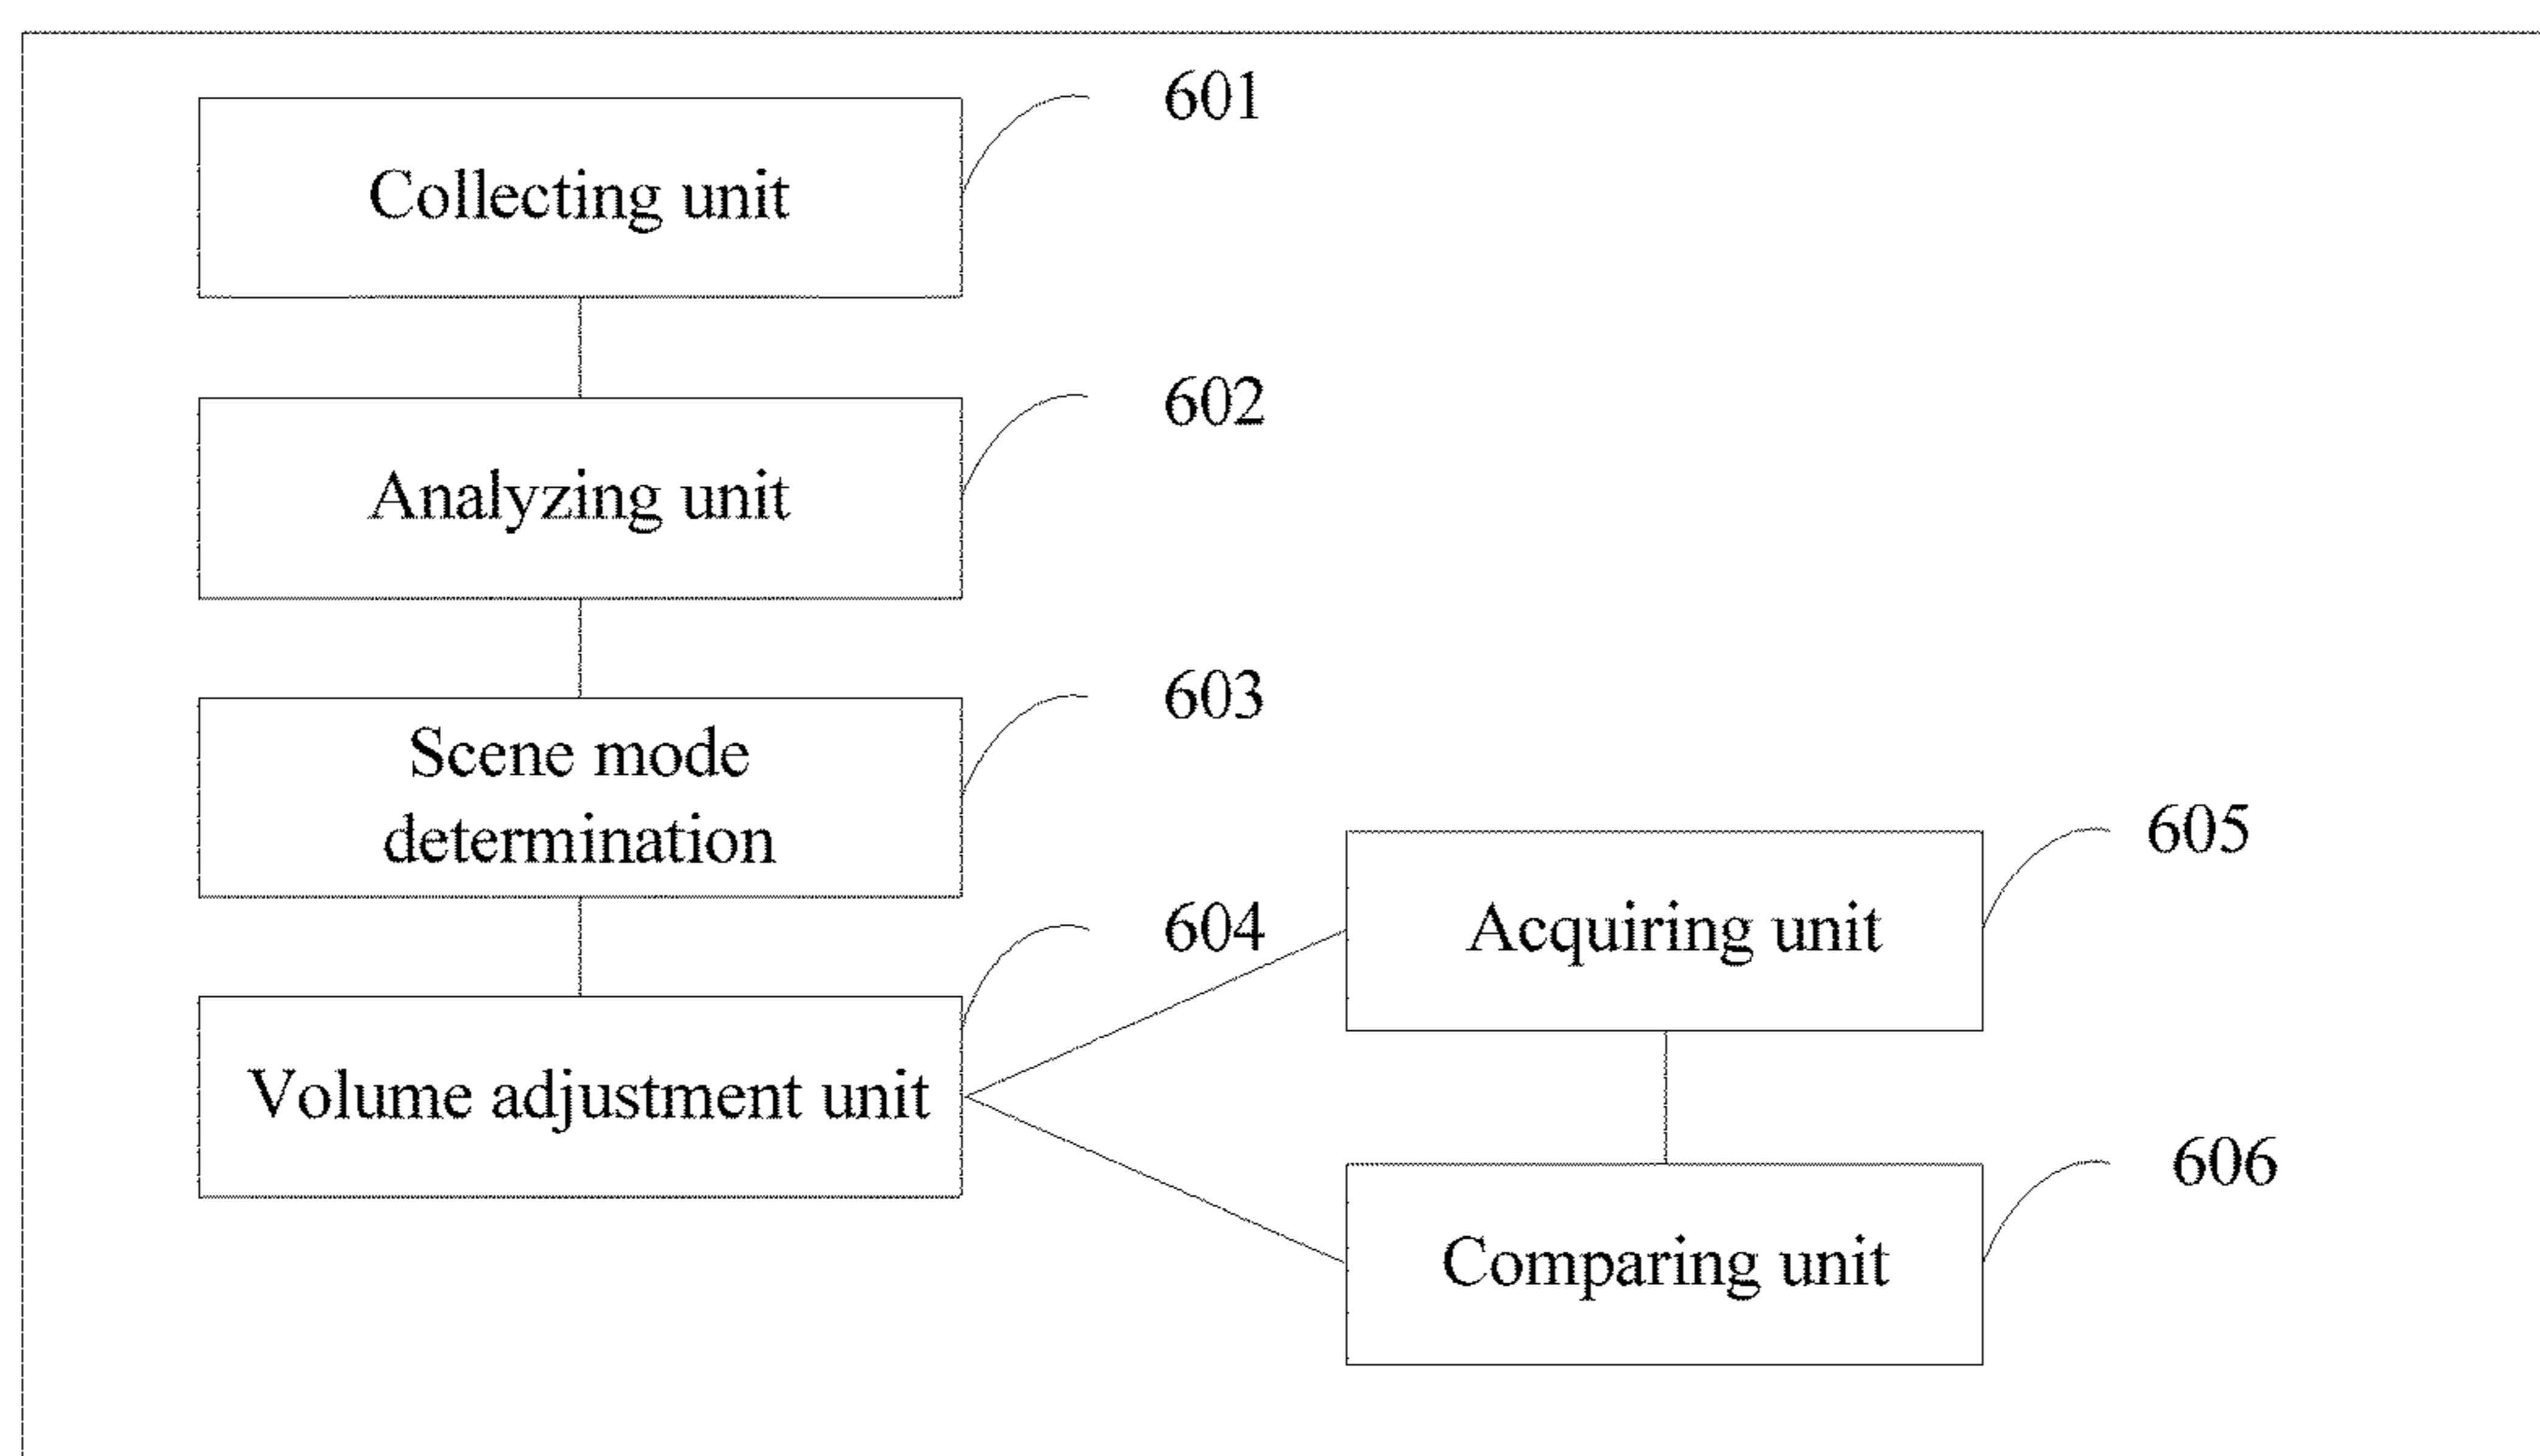 601
Collecting unit
602
Analyzing unit
603
Scene mode
determination
604
Volume adjustment unit
605
Acquiring unit
606
Comparing unit